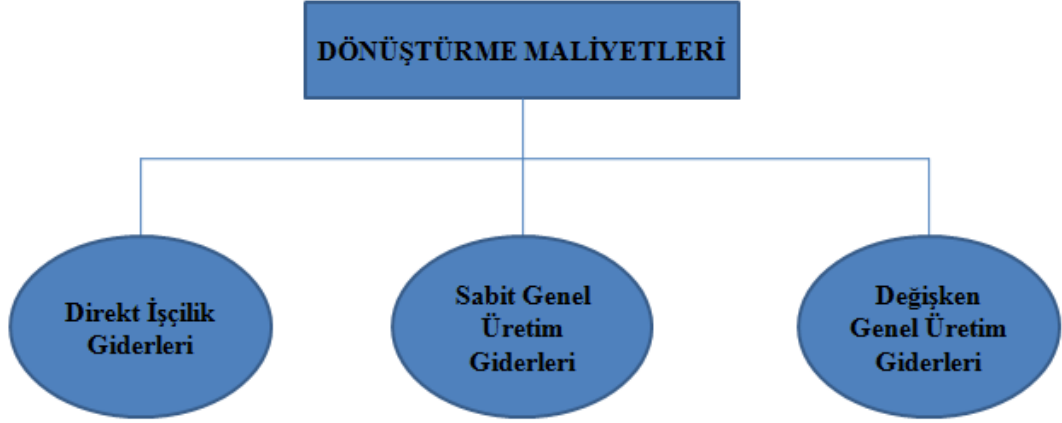 DÖNÜŞTÜRME MALİYETLERİ
Direkt İşçilik
Giderleri
Sabit Genel
Üretim
Giderleri
Değişken
Genel Üretim
Giderleri